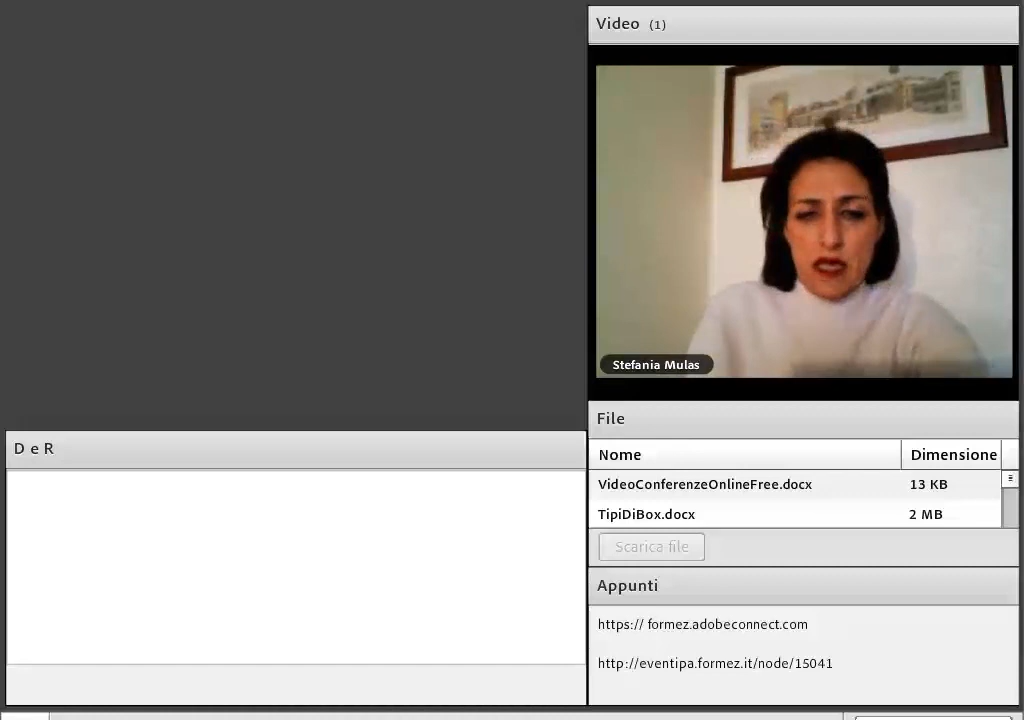 Video (1)
Stefania Mulas
File
Nome Dimensione
VideoConferenzeOnlineFree.docx 13 KB
TipiDiBox.docx 2 MB
Scarica file
Appunti
https:// formez.adobeconnect.com
http://eventipa.formez.it/node/15041
D e R